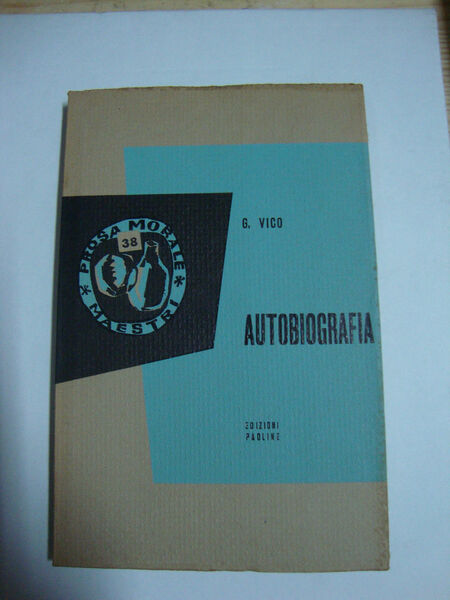 PROSA MORALE
38
* MAESTRI *
G. VICO
AUTOBIOGRAFIA
EDIZIONI
PAOLINE